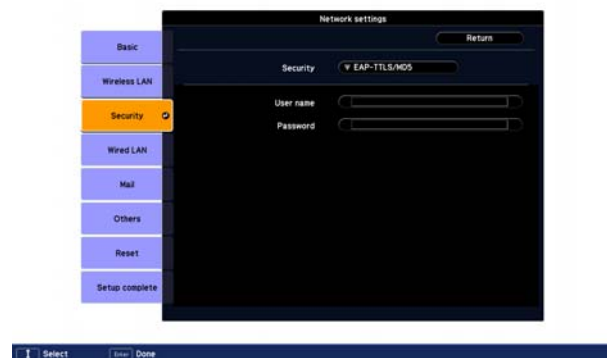 Network settings
Return
Basic
Security EAP-TTLS/MD5
Wireless LAN
User name
Security
Password
Wired LAN
Mail
Others
Reset
Setup complete
Select Enter Done